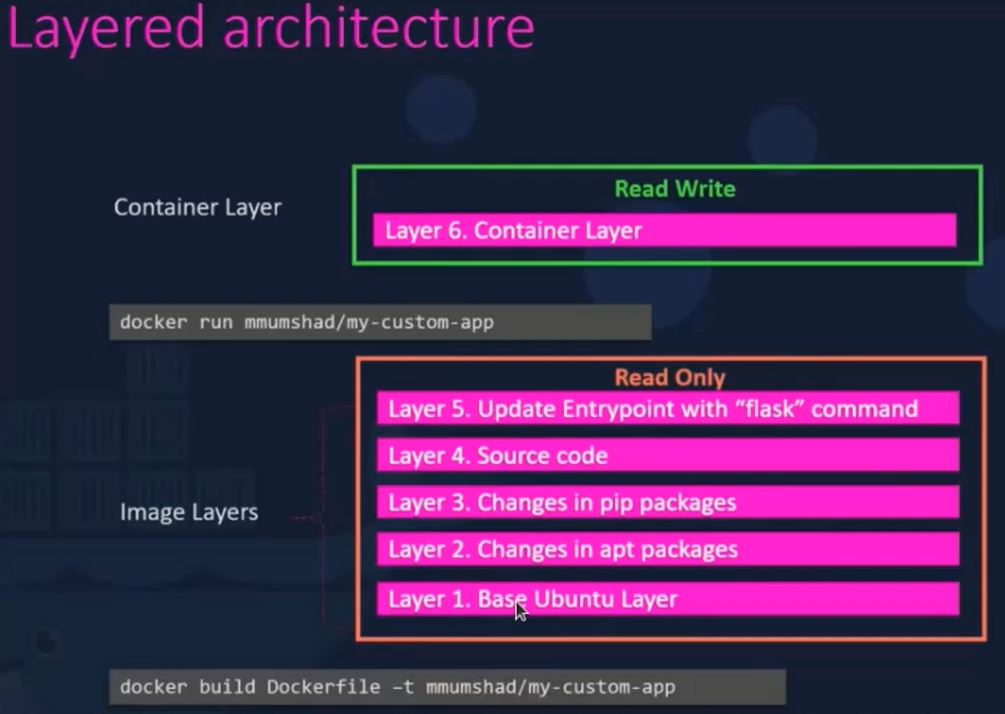 Layered architecture
Container Layer
Read Write
Layer 6. Container Layer
docker run mmumshad/my-custom-app
Read Only
Layer 5. Update Entrypoint with “flask” command
Layer 4. Source code
Layer 3. Changes in pip packages
Image Layers
Layer 2. Changes in apt packages
Layer 1. Base Ubuntu Layer
docker build Dockerfile –t mmumshad/my-custom-app